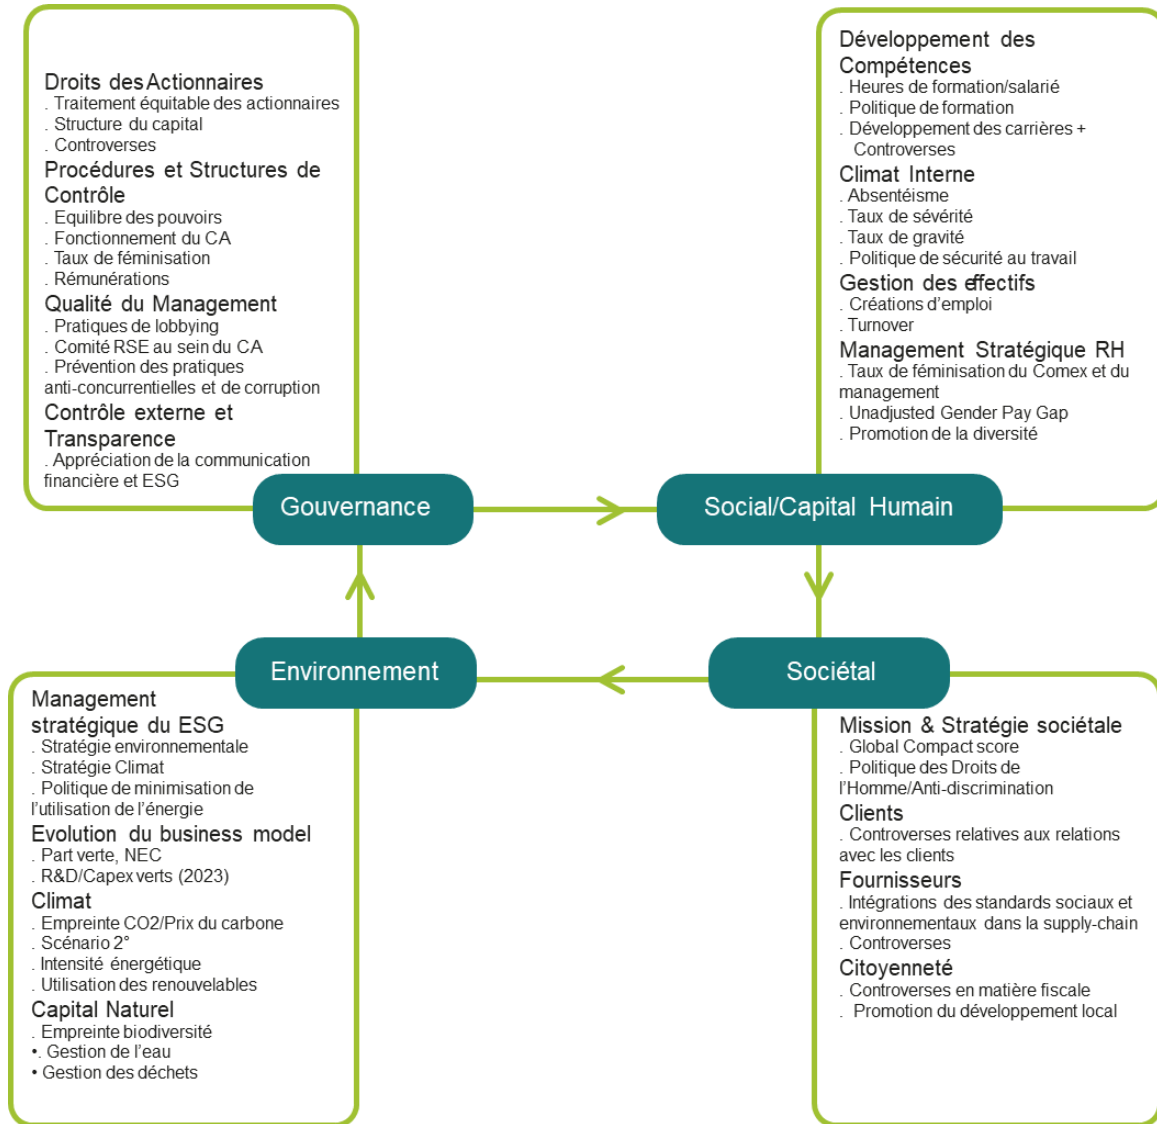 Droits des Actionnaires
. Traitement équitable des actionnaires
. Structure du capital
. Controverses
Procédures et Structures de
Contrôle
. Equilibre des pouvoirs
. Fonctionnement du CA
. Taux de féminisation
. Rémunérations
Qualité du Management
. Pratiques de lobbying
. Comité RSE au sein du CA
. Prévention des pratiques
anti-concurrentielles et de corruption
Contrôle externe et
Transparence
. Appréciation de la communication
financière et ESG
Gouvernance
Développement des
Compétences
. Heures de formation/salarié
. Politique de formation
. Développement des carrières +
Controverses
Climat Interne
. Absentéisme
. Taux de sévérité
. Taux de gravité
. Politique de sécurité au travail
Gestion des effectifs
. Créations d'emploi
. Turnover
Management Stratégique RH
. Taux de féminisation du Comex et du
management
. Unadjusted Gender Pay Gap
. Promotion de la diversité
Social/Capital Humain
Environnement
Management
stratégique du ESG
. Stratégie environnementale
. Stratégie Climat
. Politique de minimisation de
l'utilisation de l'énergie
Evolution du business model
. Part verte, NEC
. R&D/Capex verts (2023)
Climat
. Empreinte CO2/Prix du carbone
. Scénario 2°
. Intensité énergétique
. Utilisation des renouvelables
Capital Naturel
. Empreinte biodiversité
•. Gestion de l'eau
• Gestion des déchets
Sociétal
Mission & Stratégie sociétale
. Global Compact score
. Politique des Droits de
l'Homme/Anti-discrimination
Clients
. Controverses relatives aux relations
avec les clients
Fournisseurs
. Intégrations des standards sociaux et
environnementaux dans la supply-chain
. Controverses
Citoyenneté
. Controverses en matière fiscale
. Promotion du développement local